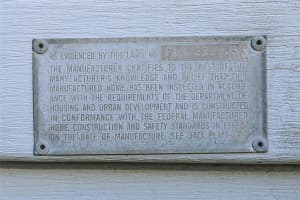 AS EVIDENCED BY THIS LABEL NO.
THE MANUFACTURER CERTIFIES TO THE BEST OF THE
MANUFACTURER'S KNOWLEDGE AND BELIEF THAT THIS
MANUFACTURED HOME HAS BEEN INSPECTED IN ACCORD-
ANCE WITH THE REQUIREMENTS OF THE DEPARTMENT OF
HOUSING AND URBAN DEVELOPMENT AND IS CONSTRUCTED
IN CONFORMANCE WITH THE FEDERAL MANUFACTURED
HOME CONSTRUCTION AND SAFETY STANDARDS IN EFFECT
ON THE DATE OF MANUFACTURE. SEE DATA PLATE.